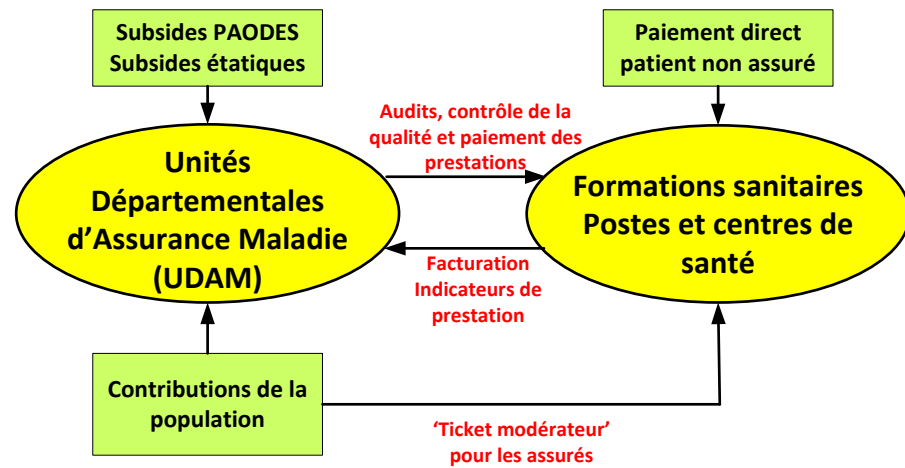 Subsides PAODES
Subsides étatiques
Paiement direct
patient non assuré
Audits, contrôle de la
qualité et paiement des
prestations
Unités
Départementales
d’Assurance Maladie
(UDAM)
Formations sanitaires
Postes et centres de
santé
Facturation
Indicateurs de
prestation
Contributions de la
population
‘Ticket modérateur’
pour les assurés